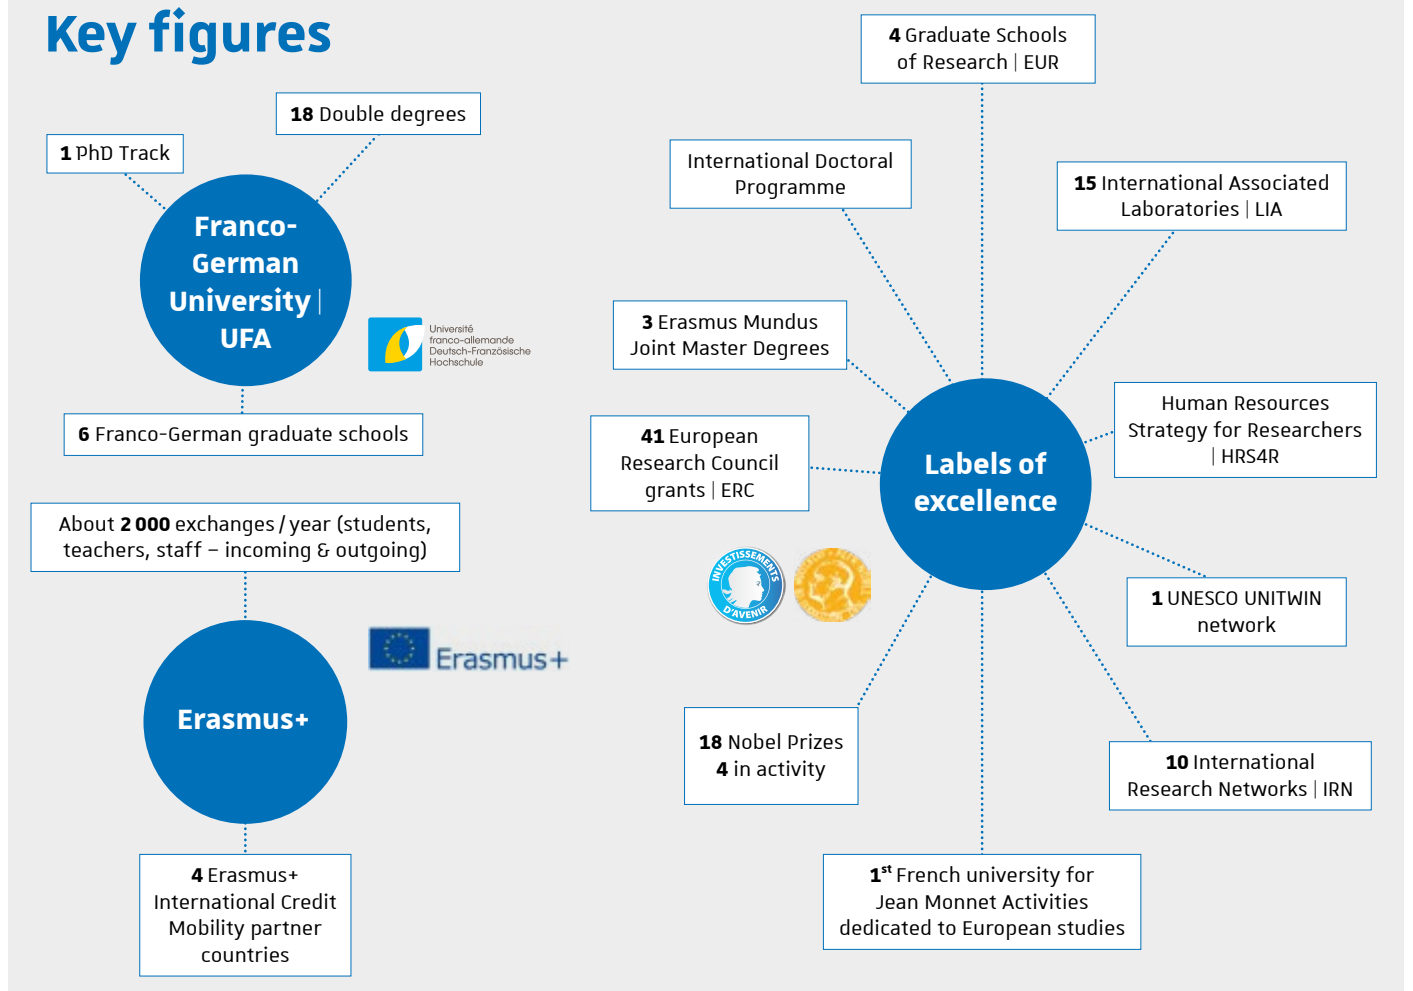 Key figures
18 Double degrees
1 PhD Track
Franco-
German
University |
UFA
Université
franco-allemande
Deutsch-Französische
Hochschule
6 Franco-German graduate schools
About 2 000 exchanges / year (students,
teachers, staff – incoming & outgoing)
Erasmus+
Erasmus+
4 Erasmus+
International Credit
Mobility partner
countries
4 Graduate Schools
of Research | EUR
International Doctoral
Programme
15 International Associated
Laboratories | LIA
3 Erasmus Mundus
Joint Master Degrees
Human Resources
Strategy for Researchers
| HRS4R
41 European
Research Council
grants | ERC
Labels of
excellence
INVESTISSEMENTS
D'AVENIR
1 UNESCO UNITWIN
network
18 Nobel Prizes
4 in activity
10 International
Research Networks | IRN
1st French university for
Jean Monnet Activities
dedicated to European studies